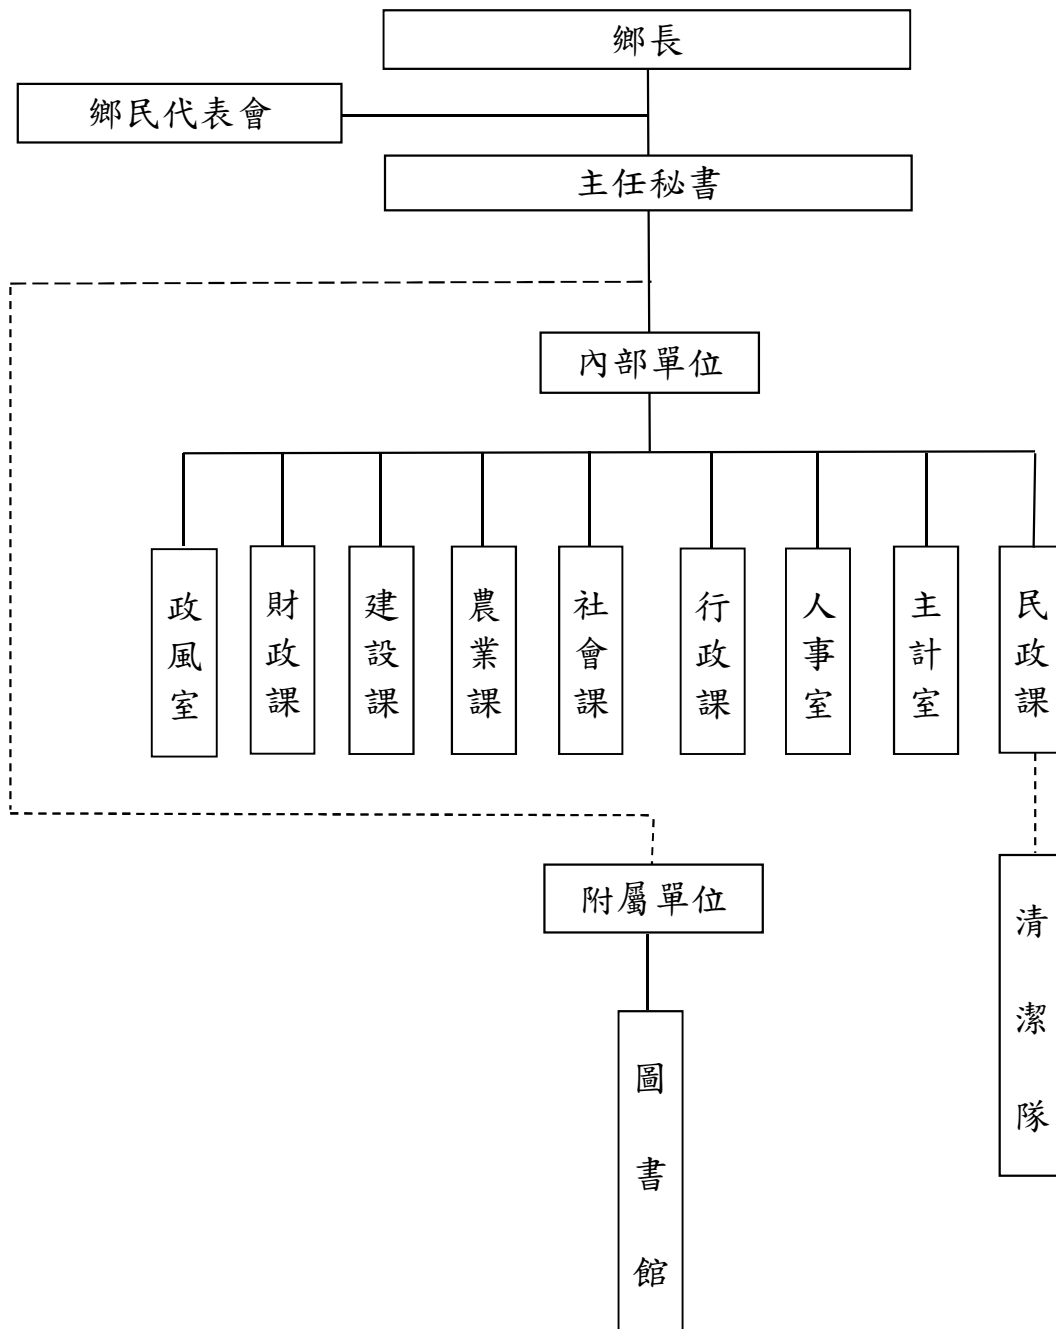 鄉長
鄉民代表會
主任秘書
內部單位
政風室
財政課
建設課
農業課
社會課
行政課
人事室
主計室
民政課
附屬單位
清潔隊
圖書館